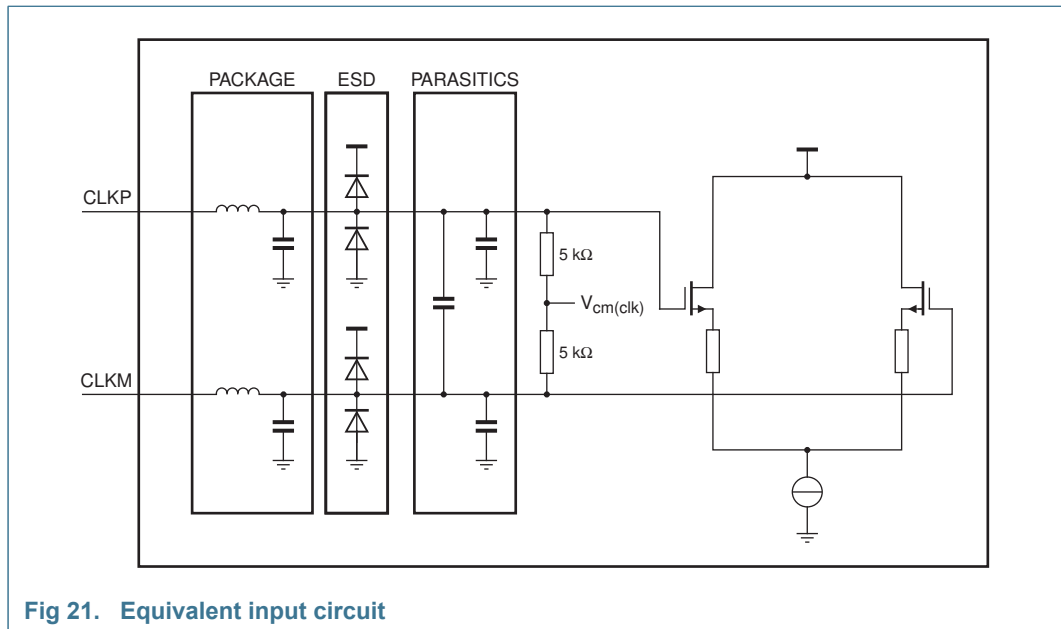 PACKAGE ESD PARASITICS
CLKP
5 kΩ
Vcm(clk)
5 kΩ
CLKM
Fig 21. Equivalent input circuit